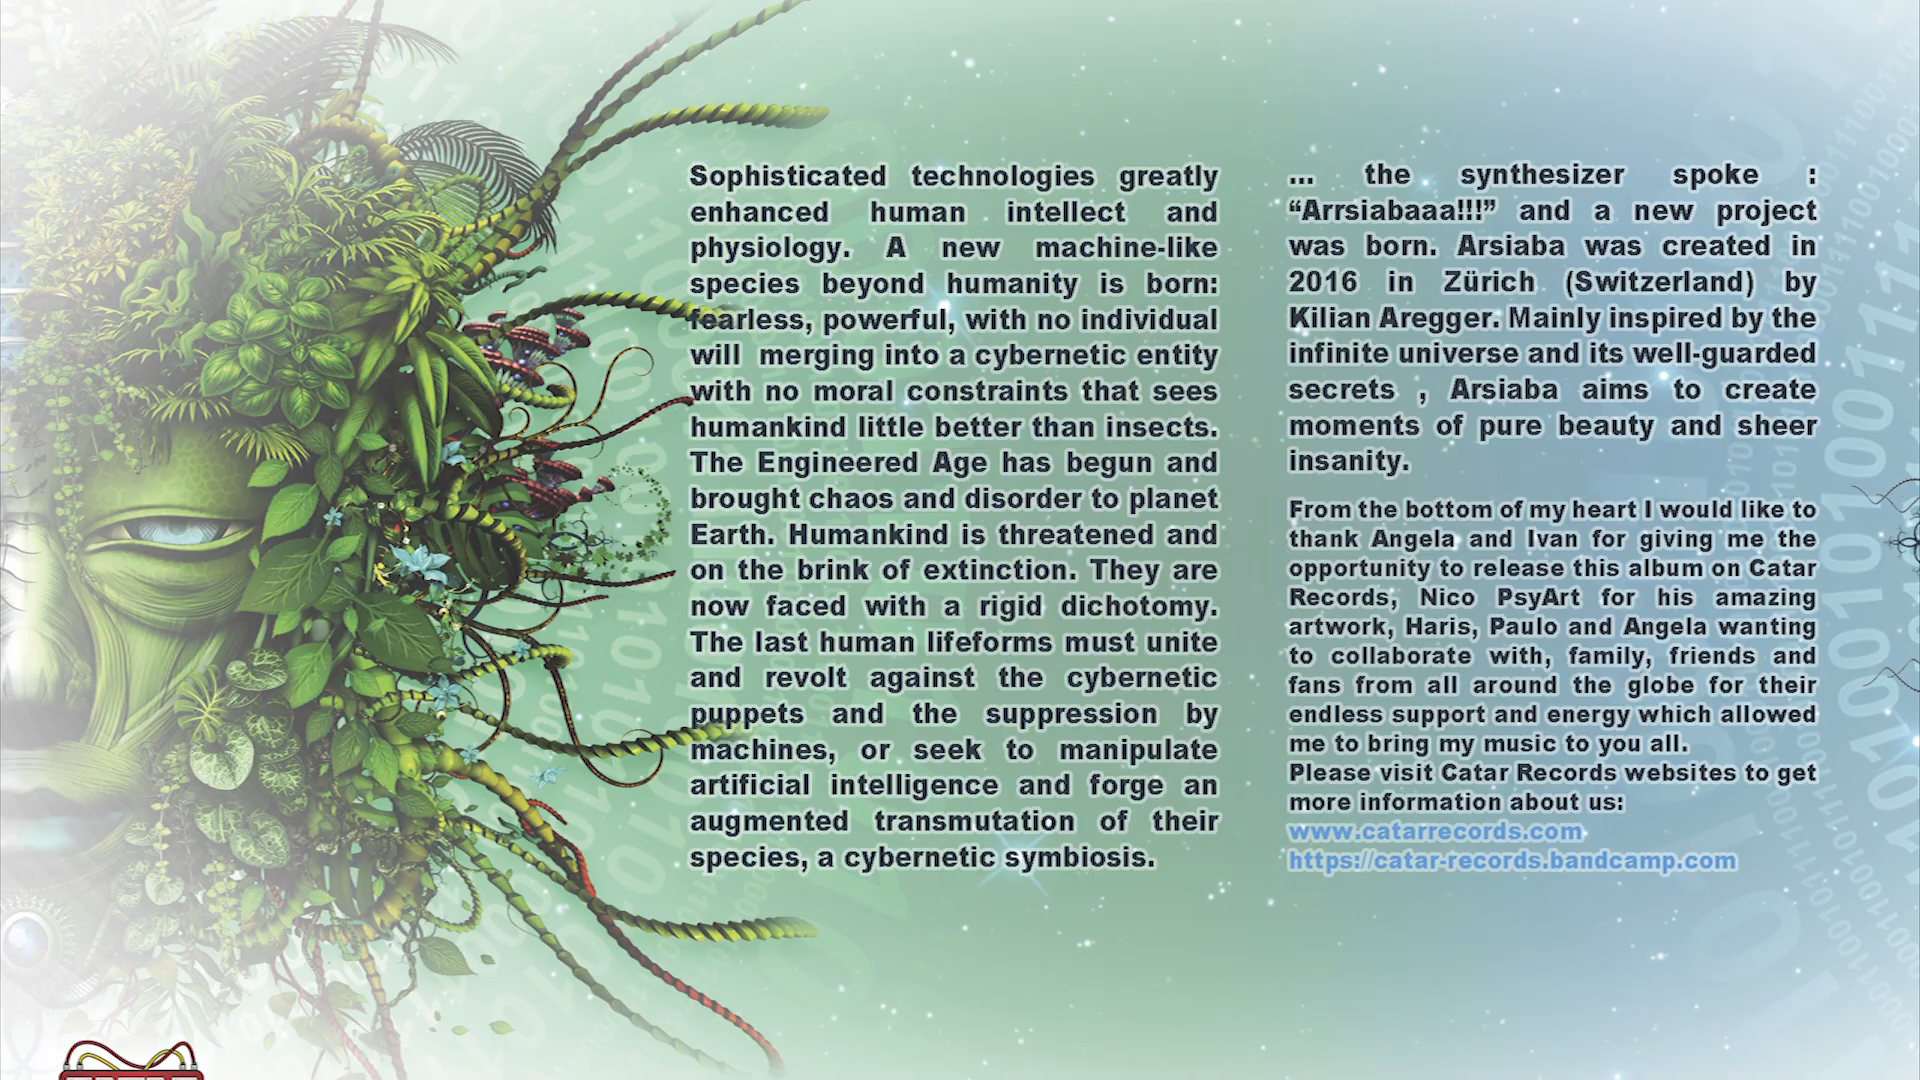 Sophisticated technologies greatly
enhanced human intellect and
physiology. A new machine-like
species beyond humanity is born:
fearless, powerful, with no individual
will merging into a cybernetic entity
with no moral constraints that sees
humankind little better than insects.
The Engineered Age has begun and
brought chaos and disorder to planet
Earth. Humankind is threatened and
on the brink of extinction. They are
now faced with a rigid dichotomy.
The last human lifeforms must unite
and revolt against the cybernetic
puppets and the suppression by
machines, or seek to manipulate
artificial intelligence and forge an
augmented transmutation of their
species, a cybernetic symbiosis.
... the synthesizer spoke :
“Arrsiabaaa!!!” and a new project
was born. Arsiaba was created in
2016 in Zürich (Switzerland) by
Kilian Aregger. Mainly inspired by the
infinite universe and its well-guarded
secrets , Arsiaba aims to create
moments of pure beauty and sheer
insanity.
From the bottom of my heart I would like to
thank Angela and Ivan for giving me the
opportunity to release this album on Catar
Records, Nico PsyArt for his amazing
artwork, Haris, Paulo and Angela wanting
to collaborate with, family, friends and
fans from all around the globe for their
endless support and energy which allowed
me to bring my music to you all.
Please visit Catar Records websites to get
more information about us:
www.catarrecords.com
https://catar-records.bandcamp.com